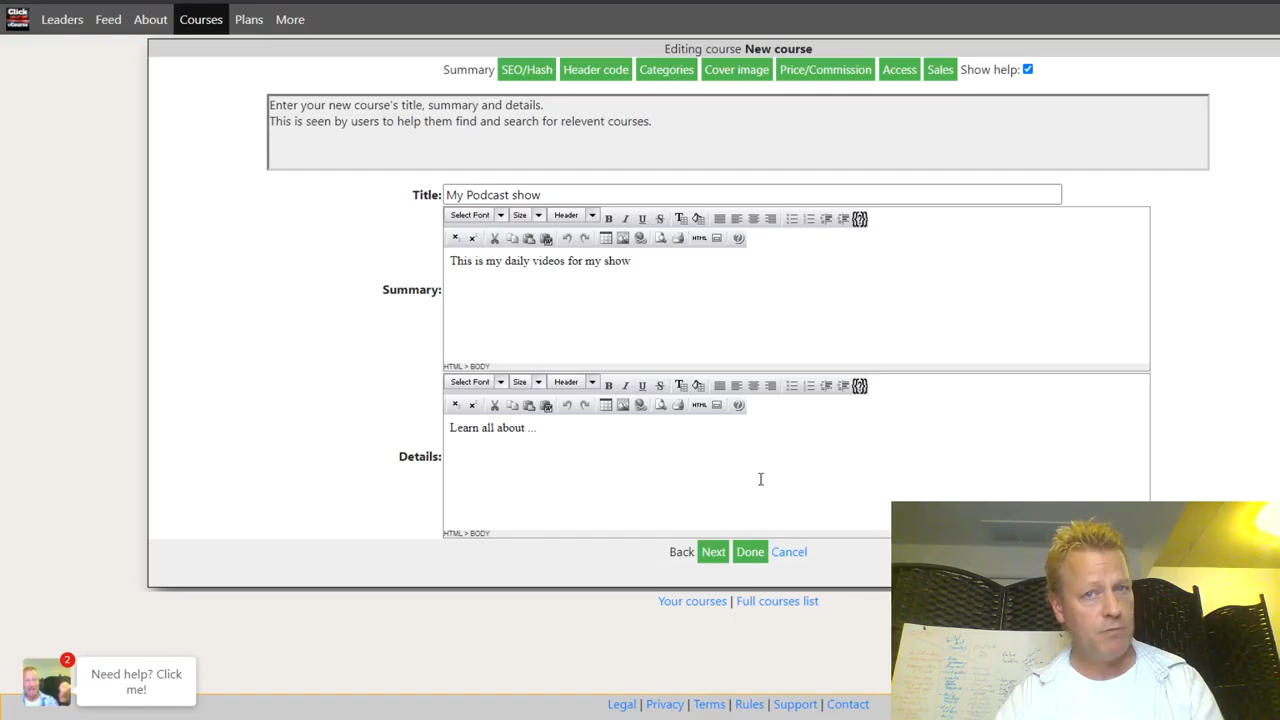 Click
eCourse
Leaders Feed About Courses Plans More
Editing course New course
Summary SEO/Hash Header code Categories Cover image Price/Commission Access Sales Show help:
Enter your new course's title, summary and details.
This is seen by users to help them find and search for relevent courses.
Title: My Podcast show
Select Font Size Header B I U S
HTML
This is my daily videos for my show
Summary:
HTML > BODY
Select Font Size Header B I U S
HTML
Learn all about ...
Details:
HTML > BODY
Back Next Done Cancel
Your courses | Full courses list
2
Need help? Click
me!
Legal | Privacy | Terms | Rules | Support | Contact